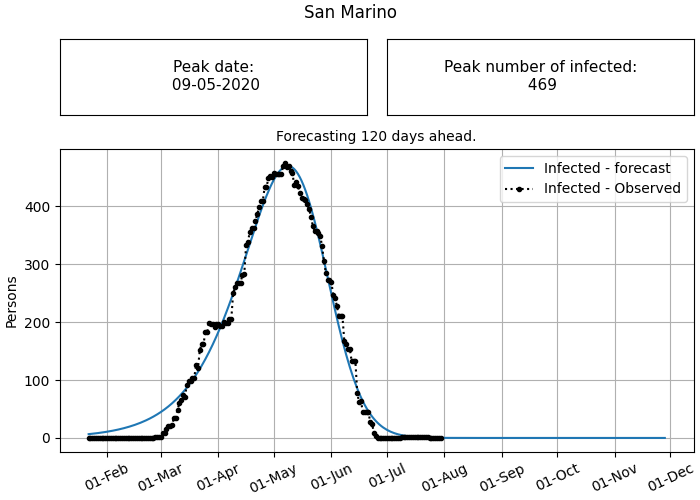 San Marino
Peak date:
09-05-2020
Peak number of infected:
469
Forecasting 120 days ahead.
Infected - forecast
Infected - Observed
Persons
400
300
200
100
0
01-Feb
01-Mar
01-Apr
01-May
01-Jun
01-Jul
01-Aug
01-Sep
01-Oct
01-Nov
01-Dec